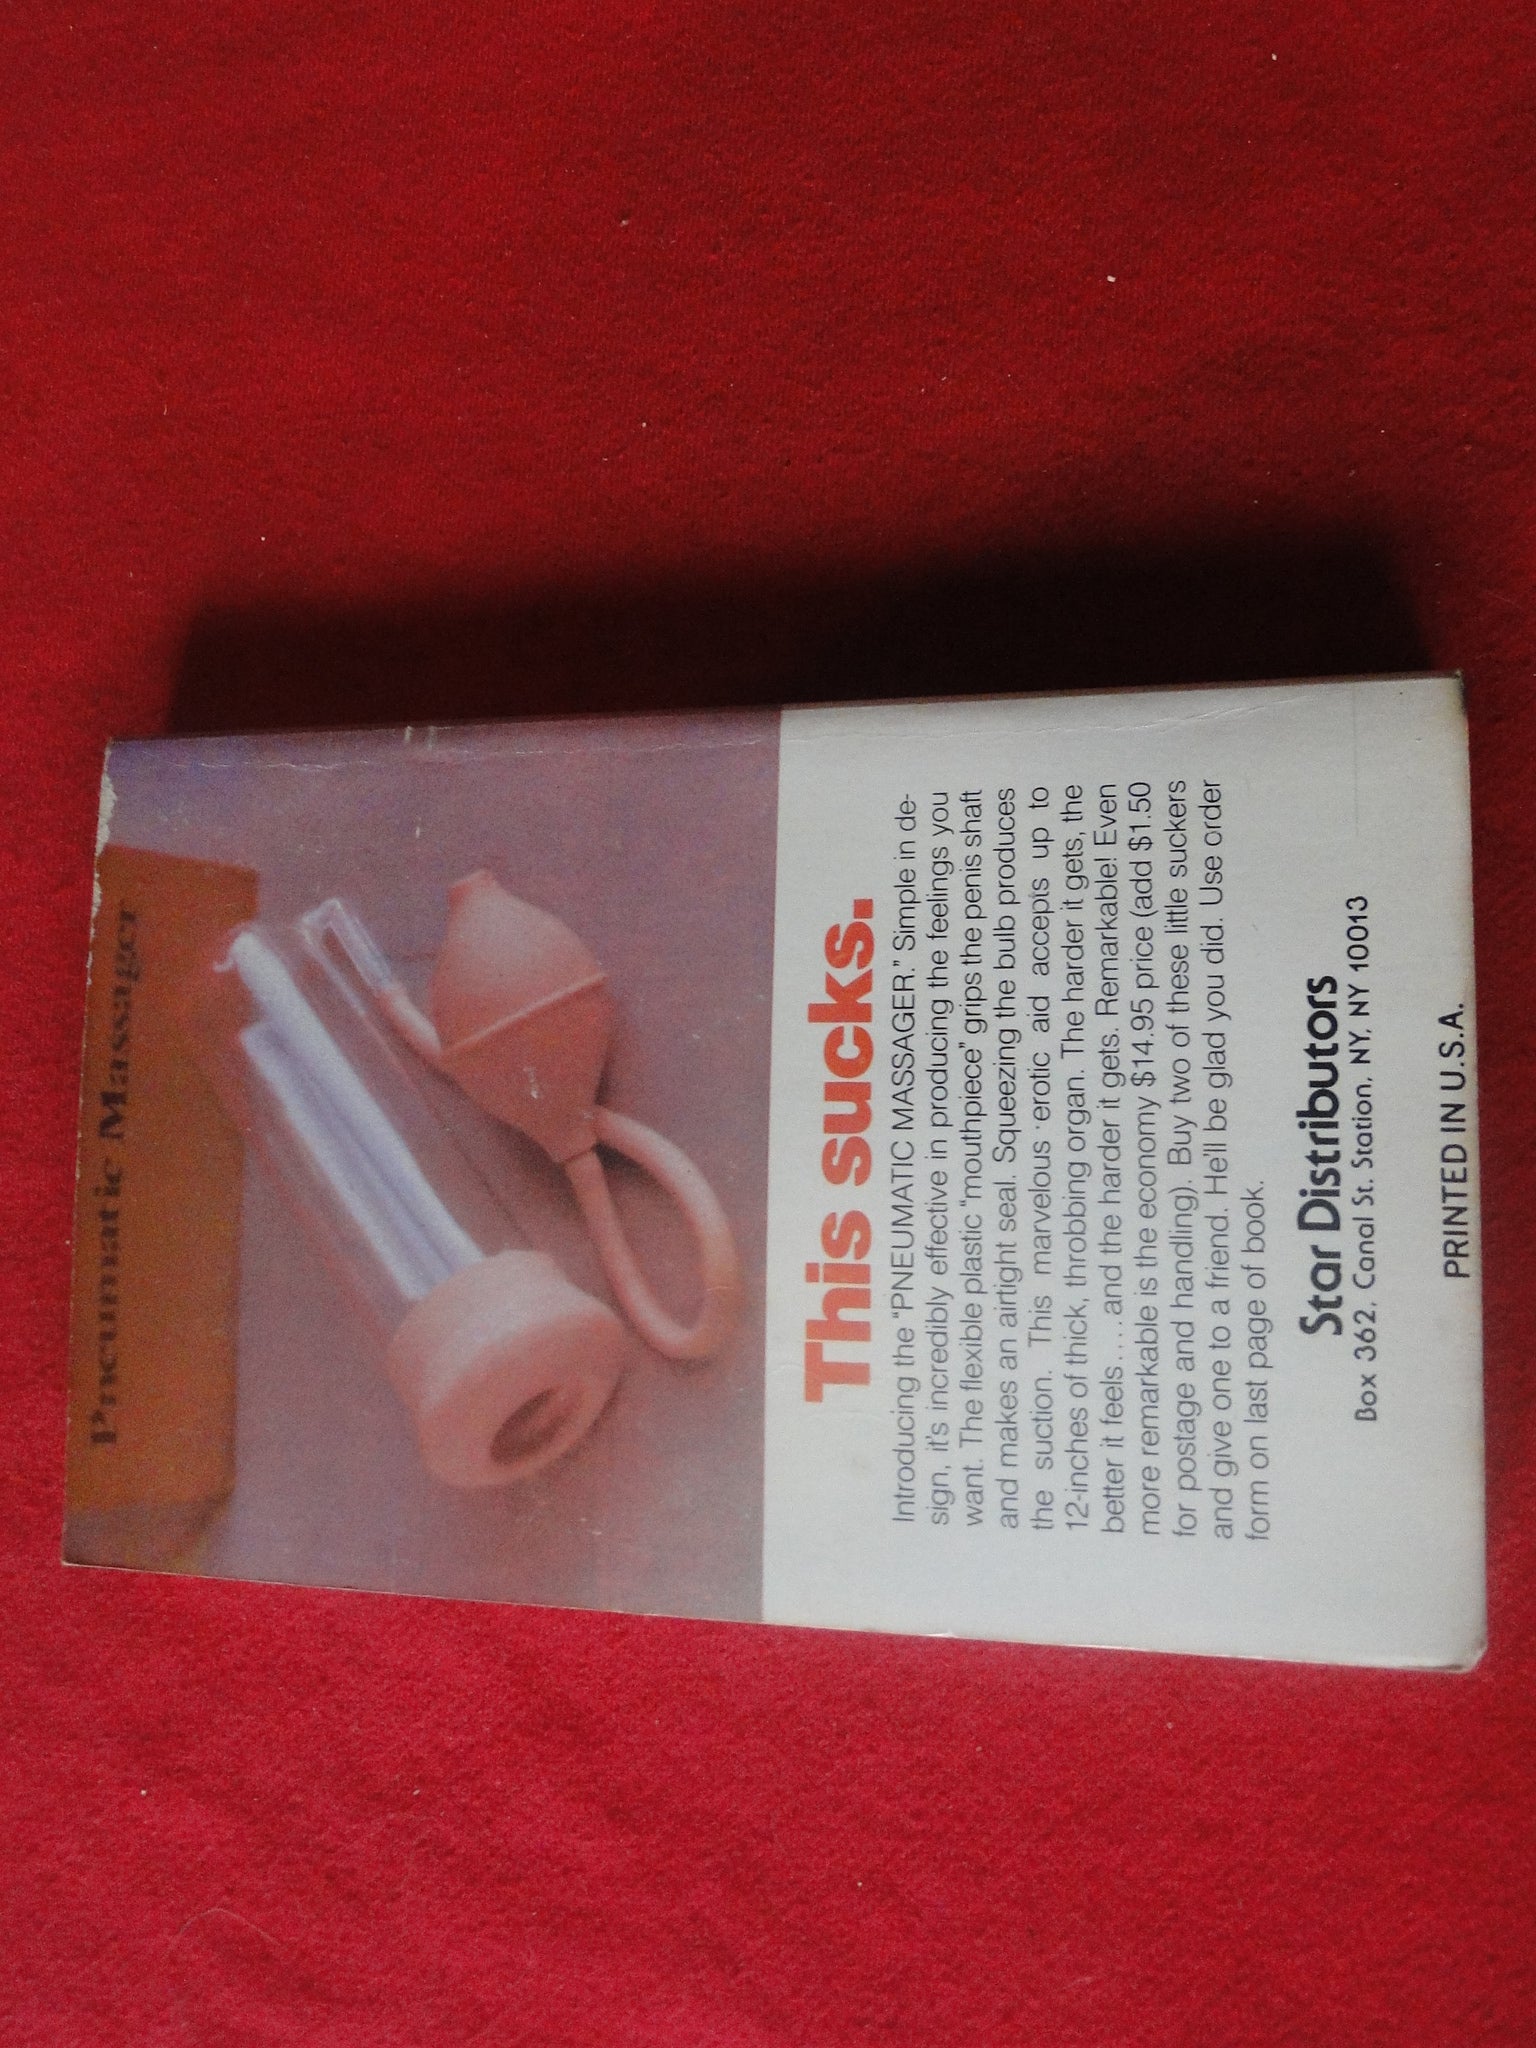 Pneumatic Massager
This sucks.
Introducing the "PNEUMATIC MASSAGER." Simple in de-
sign, it's incredibly effective in producing the feelings you
want. The flexible plastic "mouthpiece" grips the penis shaft
and makes an airtight seal. Squeezing the bulb produces
the suction. This marvelous erotic aid accepts up to
12-inches of thick, throbbing organ. The harder it gets, the
better it feels....and the harder it gets. Remarkable! Even
more remarkable is the economy $14.95 price (add $1.50
for postage and handling). Buy two of these little suckers
and give one to a friend. He'll be glad you did. Use order
form on last page of book.
Star Distributors
Box 362, Canal St. Station, NY, NY 10013
PRINTED IN U.S.A.